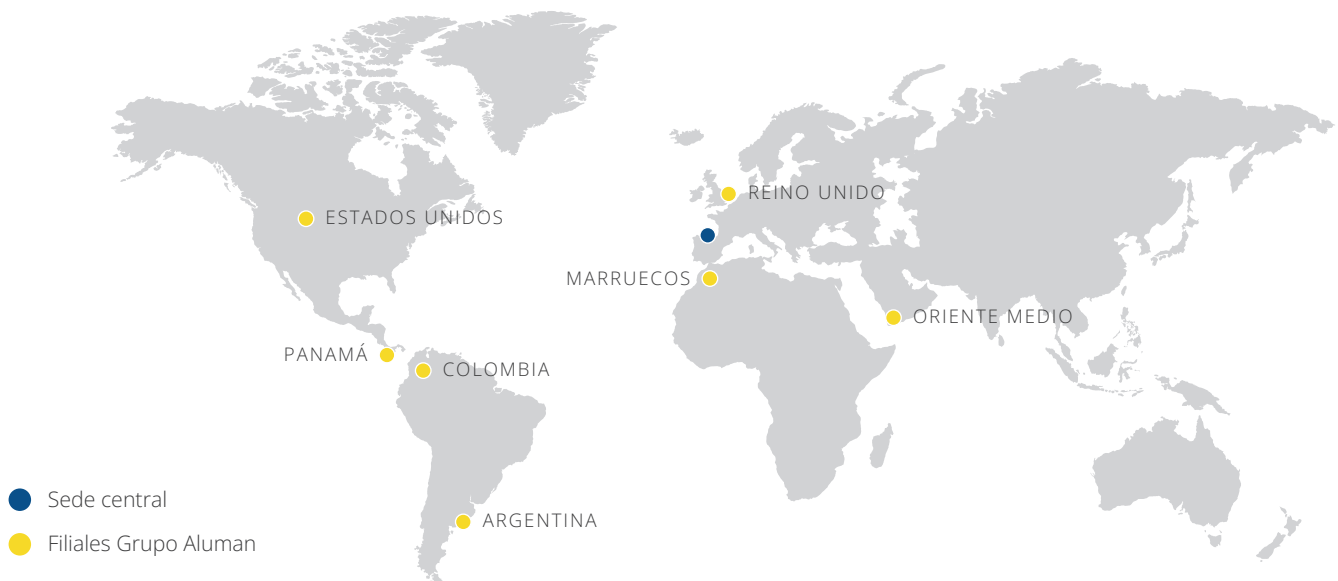 REINO UNIDO
ESTADOS UNIDOS
MARRUECOS
ORIENTE MEDIO
PANAMÁ
COLOMBIA
Sede central
ARGENTINA
Filiales Grupo Aluman